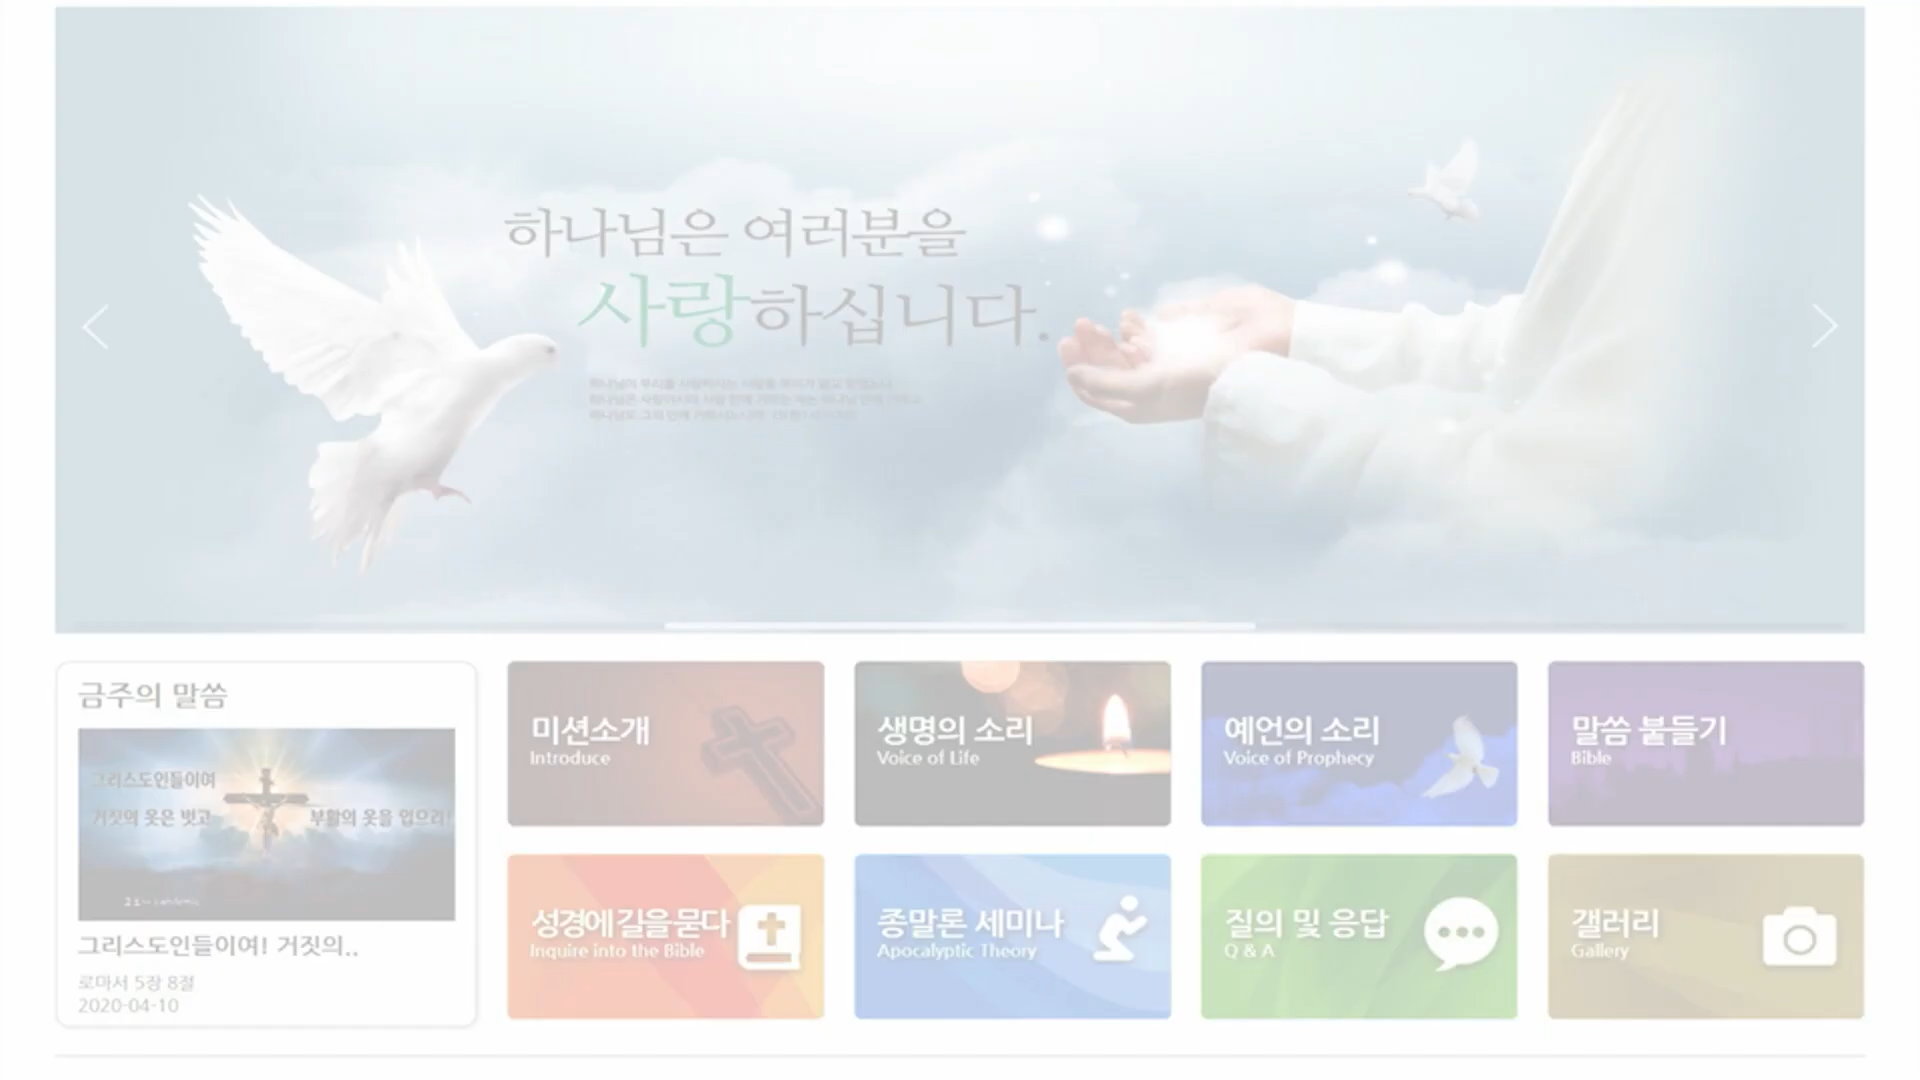 하나님은 여러분을
사랑하십니다.
금주의 말씀
그리스도인들이여
거짓의 옷은 벗고
부활의 옷을 입으라!
그리스도인들이여! 거짓의..
로마서 5장 8절
2020-04-10
미션소개
Introduce
생명의 소리
Voice of Life
예언의 소리
Voice of Prophecy
말씀 붙들기
Bible
성경에 길을 묻다
Inquire into the Bible
종말론 세미나
Apocalyptic Theory
질의 및 응답
Q & A
갤러리
Gallery